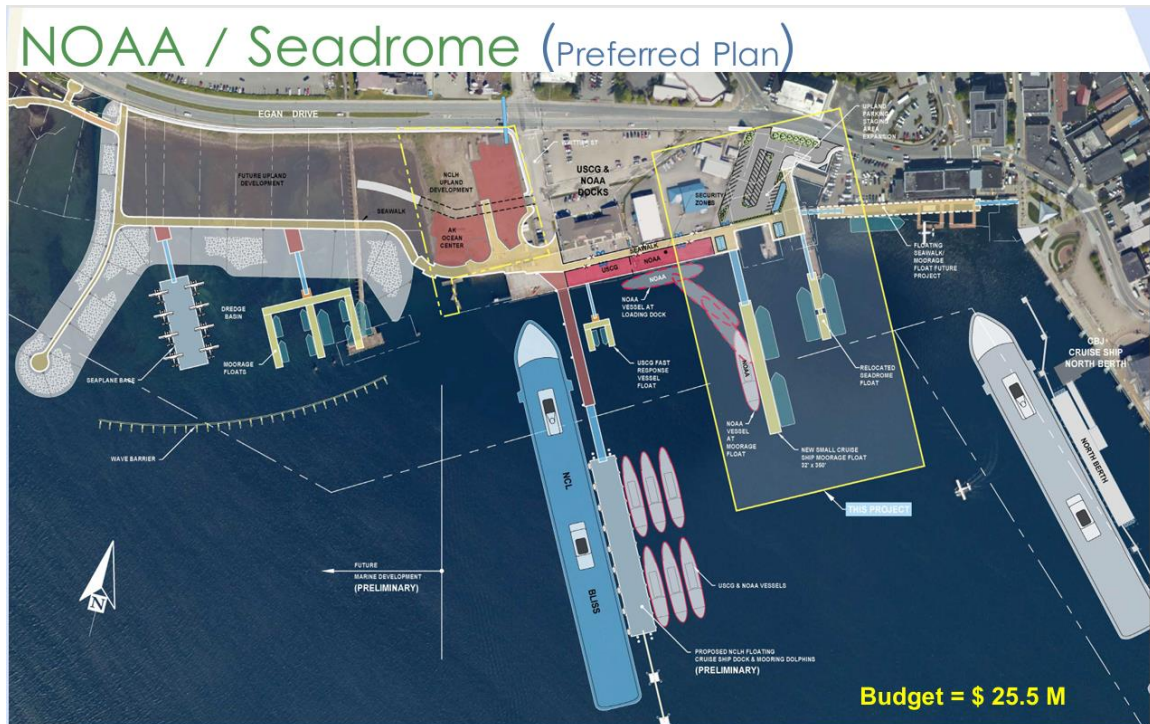 NOAA / Seadrome (Preferred Plan)
EGAN DRIVE
UPLAND
PARKING
STAGING
AREA
EXPANSION
FUTURE UPLAND
DEVELOPMENT
NCLH
UPLAND
DEVELOPMENT
USCG &
NOAA
DOCKS
SECURITY
ZONES
SEAWALK
AK
OCEAN
CENTER
SEAWALK
USCG
NOAA
NOAA
NOAA
VESSEL AT
LOADING DOCK
FLOATING
SEAWALK/
MOORAGE
FLOAT FUTURE
PROJECT
DREDGE
BASIN
MOORAGE
FLOATS
SEAPLANE BASE
USCG FAST
RESPONSE
VESSEL
FLOAT
NOAA
RELOCATED
SEADROME
FLOAT
CBJ
CRUISE SHIP
NORTH BERTH
NOAA
VESSEL
AT
MOORAGE
FLOAT
NEW SMALL CRUISE
SHIP MOORAGE FLOAT
32' x 350'
WAVE BARRIER
NORTH BERTH
THIS PROJECT
NCL
BLISS
FUTURE
MARINE DEVELOPMENT
(PRELIMINARY)
USCG & NOAA VESSELS
N
PROPOSED NCLH FLOATING
CRUISE SHIP DOCK & MOORING DOLPHINS
(PRELIMINARY)
Budget = $ 25.5 M